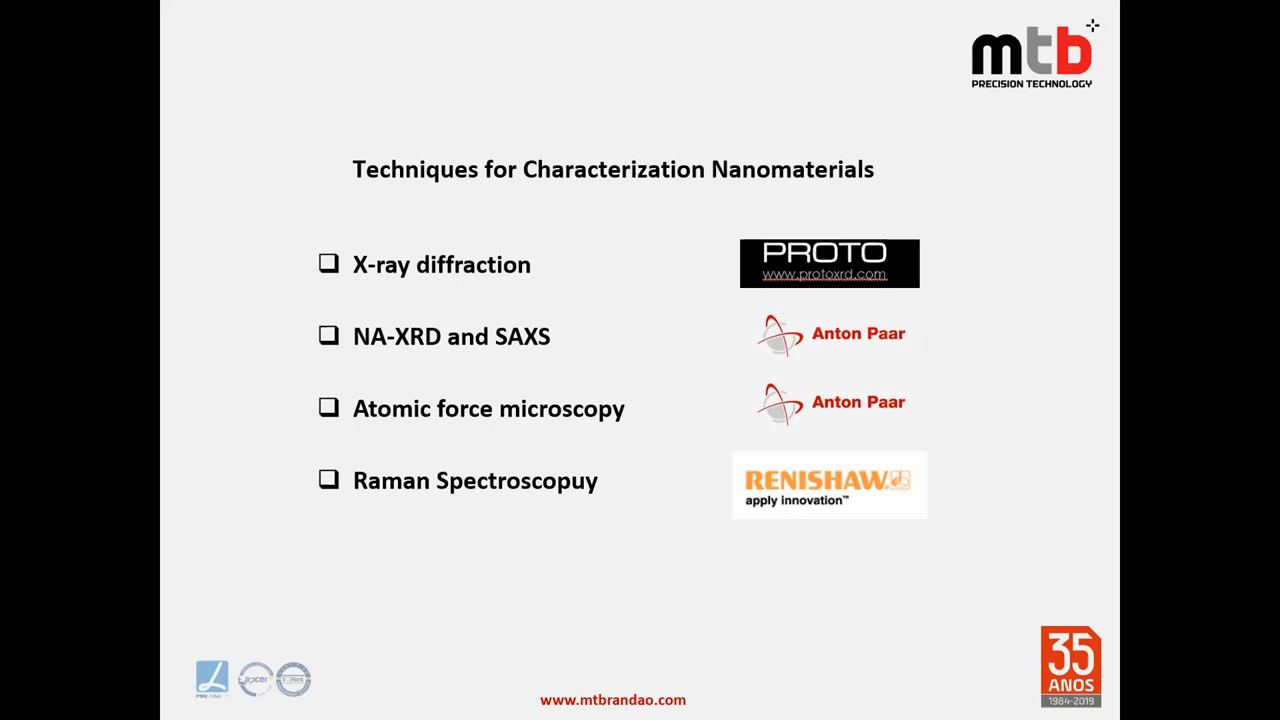 mtb
PRECISION TECHNOLOGY
Techniques for Characterization Nanomaterials
X-ray diffraction
PROTO
www.protoxrd.com
NA-XRD and SAXS
Anton Paar
Atomic force microscopy
Anton Paar
Raman Spectroscopuy
RENISHAW
apply innovation™
35
ANOS
1984-2019
apcer
www.mtbrandao.com